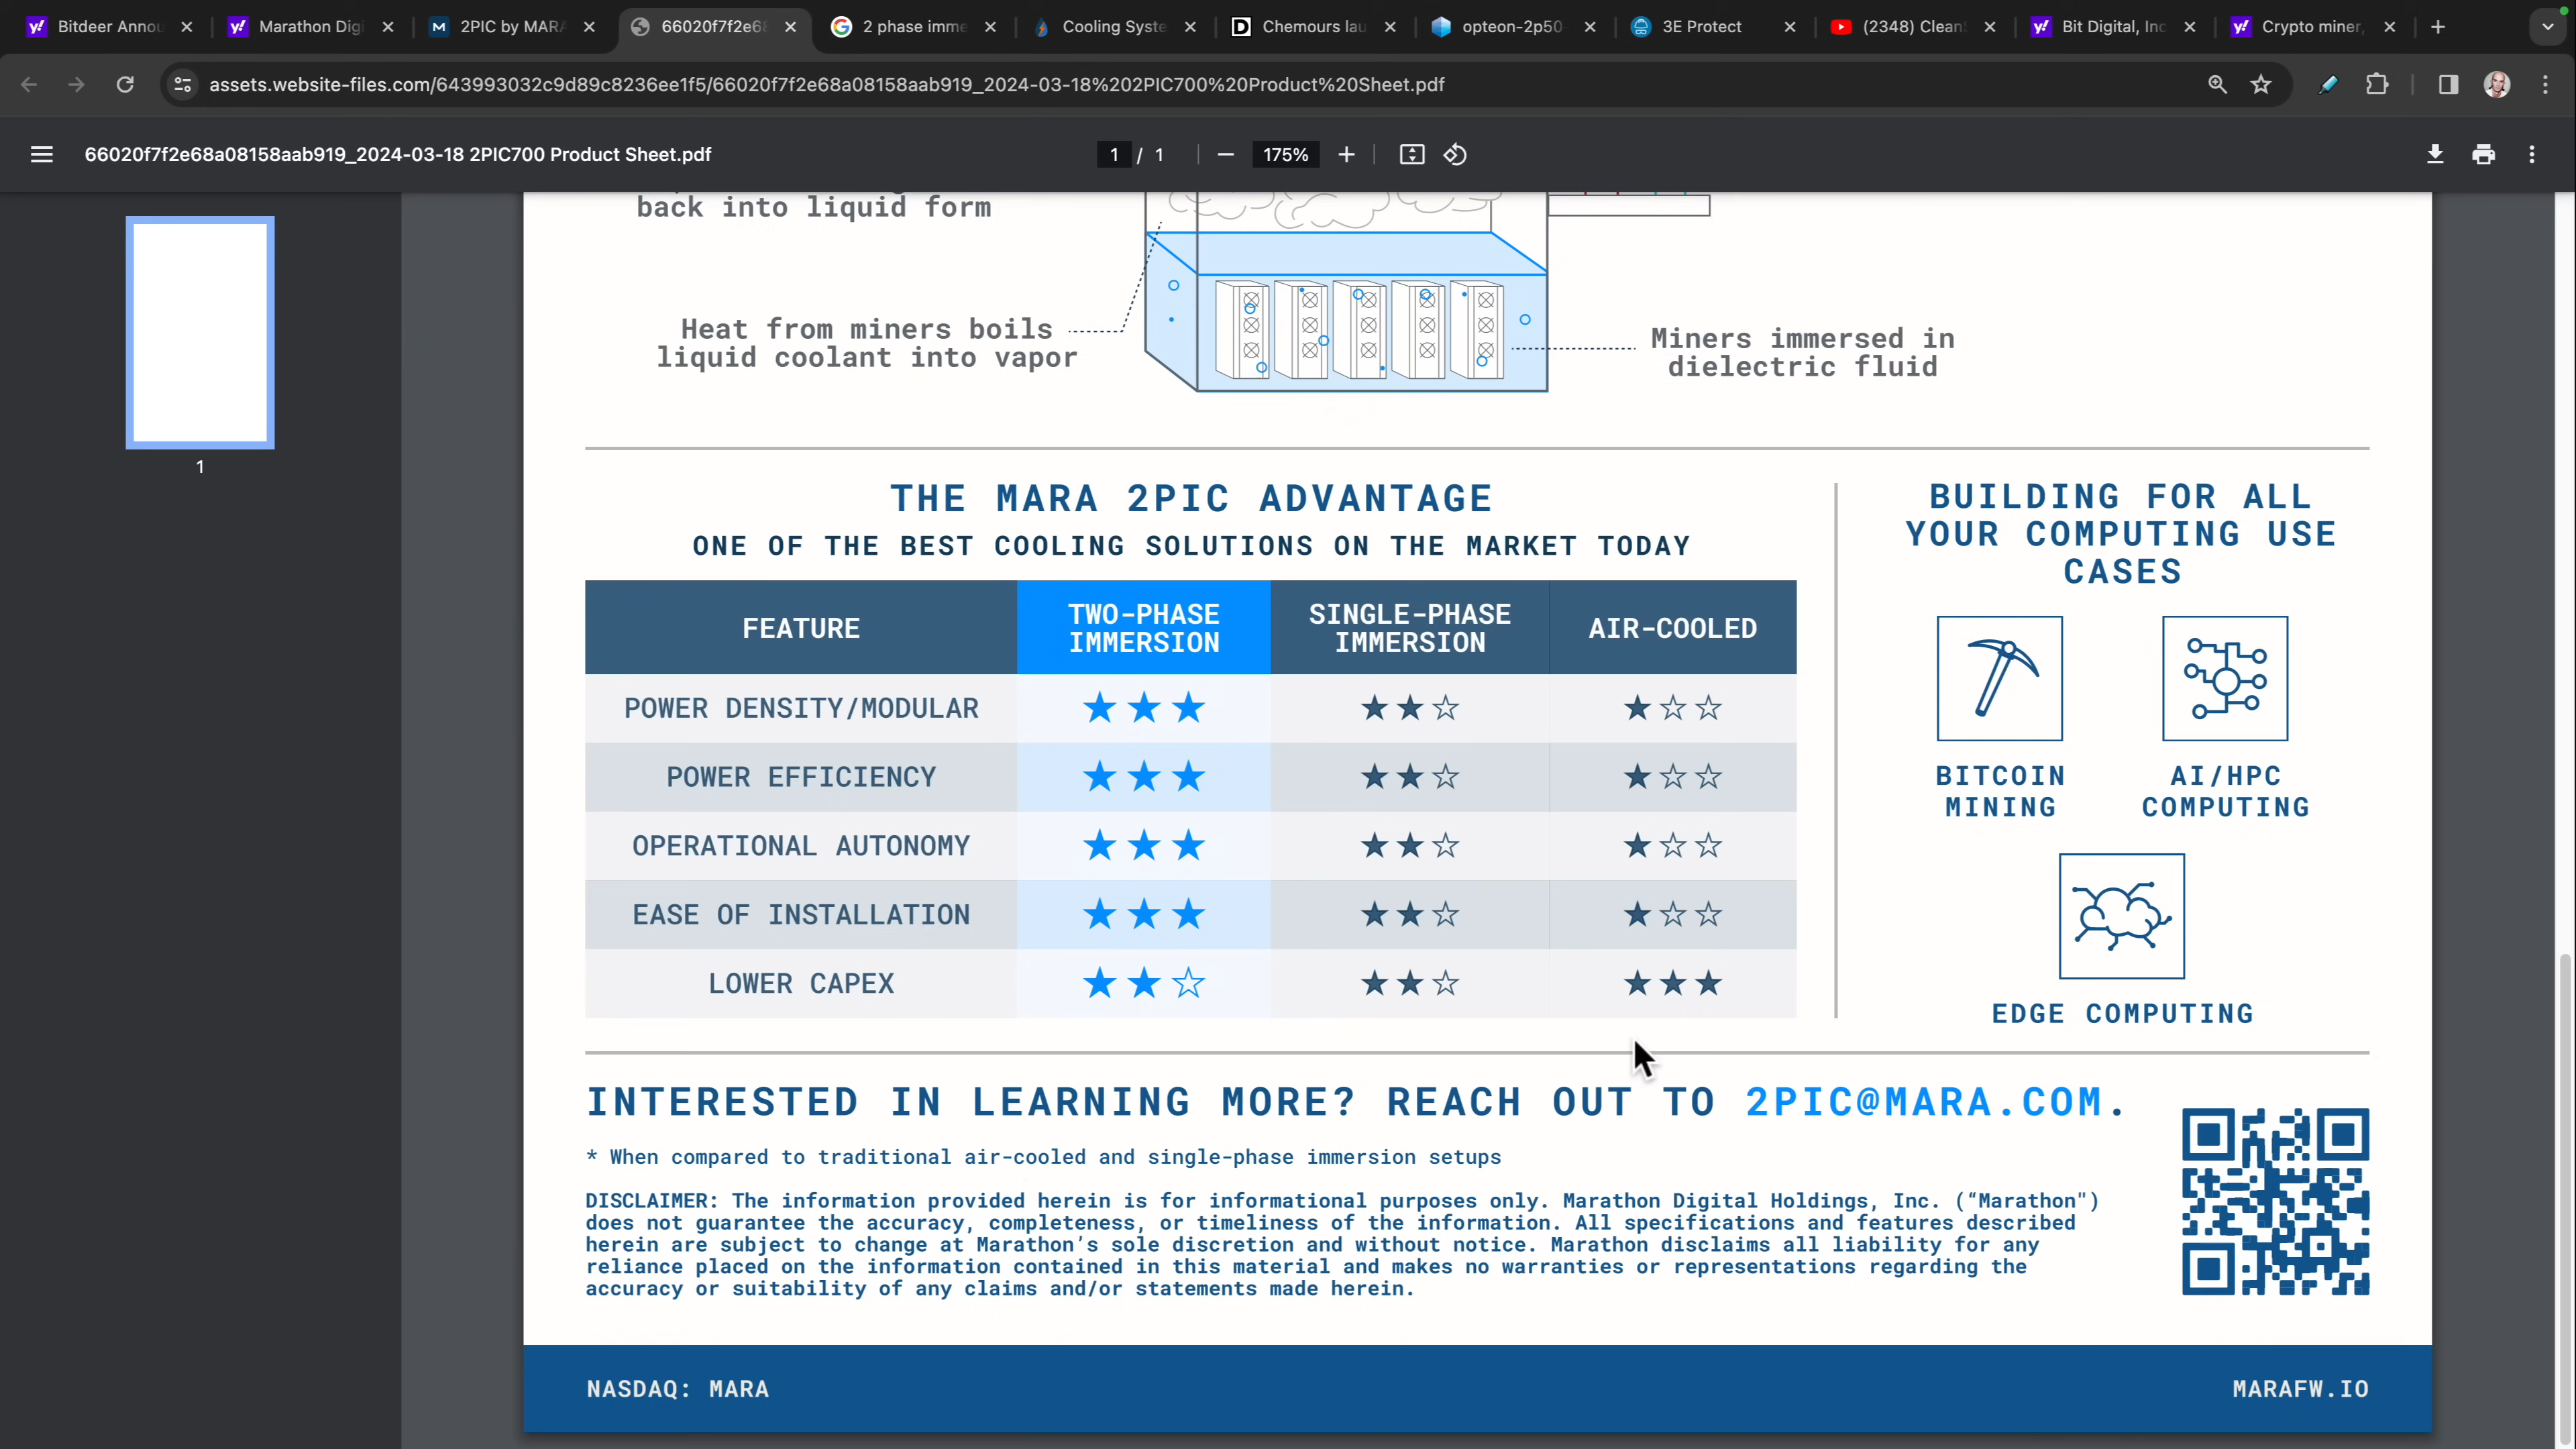 Bitdeer Annou
Marathon Digi
2PIC by MARA
66020f7f2e68
2 phase imme
Cooling Syste
Chemours lau
opteon-2p50
3E Protect
(2348) Clean
Bit Digital, Inc
Crypto miner,
assets.website-files.com/643993032c9d89c8236ee1f5/66020f7f2e68a08158aab919_2024-03-18%202PIC700%20Product%20Sheet.pdf
66020f7f2e68a08158aab919_2024-03-18 2PIC700 Product Sheet.pdf
1 / 1
175%
1
back into liquid form
Heat from miners boils
liquid coolant into vapor
Miners immersed in
dielectric fluid
THE MARA 2PIC ADVANTAGE
ONE OF THE BEST COOLING SOLUTIONS ON THE MARKET TODAY
FEATURE
TWO-PHASE
IMMERSION
SINGLE-PHASE
IMMERSION
AIR-COOLED
POWER DENSITY/MODULAR ★★★ ★★☆ ★☆☆
POWER EFFICIENCY ★★★ ★★☆ ★☆☆
OPERATIONAL AUTONOMY ★★★ ★★☆ ★☆☆
EASE OF INSTALLATION ★★★ ★★☆ ★☆☆
LOWER CAPEX ★★☆ ★★☆ ★★★
BUILDING FOR ALL
YOUR COMPUTING USE
CASES
BITCOIN
MINING
AI/HPC
COMPUTING
EDGE COMPUTING
INTERESTED IN LEARNING MORE? REACH OUT TO 2PIC@MARA.COM.
* When compared to traditional air-cooled and single-phase immersion setups
DISCLAIMER: The information provided herein is for informational purposes only. Marathon Digital Holdings, Inc. (“Marathon")
does not guarantee the accuracy, completeness, or timeliness of the information. All specifications and features described
herein are subject to change at Marathon’s sole discretion and without notice. Marathon disclaims all liability for any
reliance placed on the information contained in this material and makes no warranties or representations regarding the
accuracy or suitability of any claims and/or statements made herein.
NASDAQ: MARA
MARAFW.IO